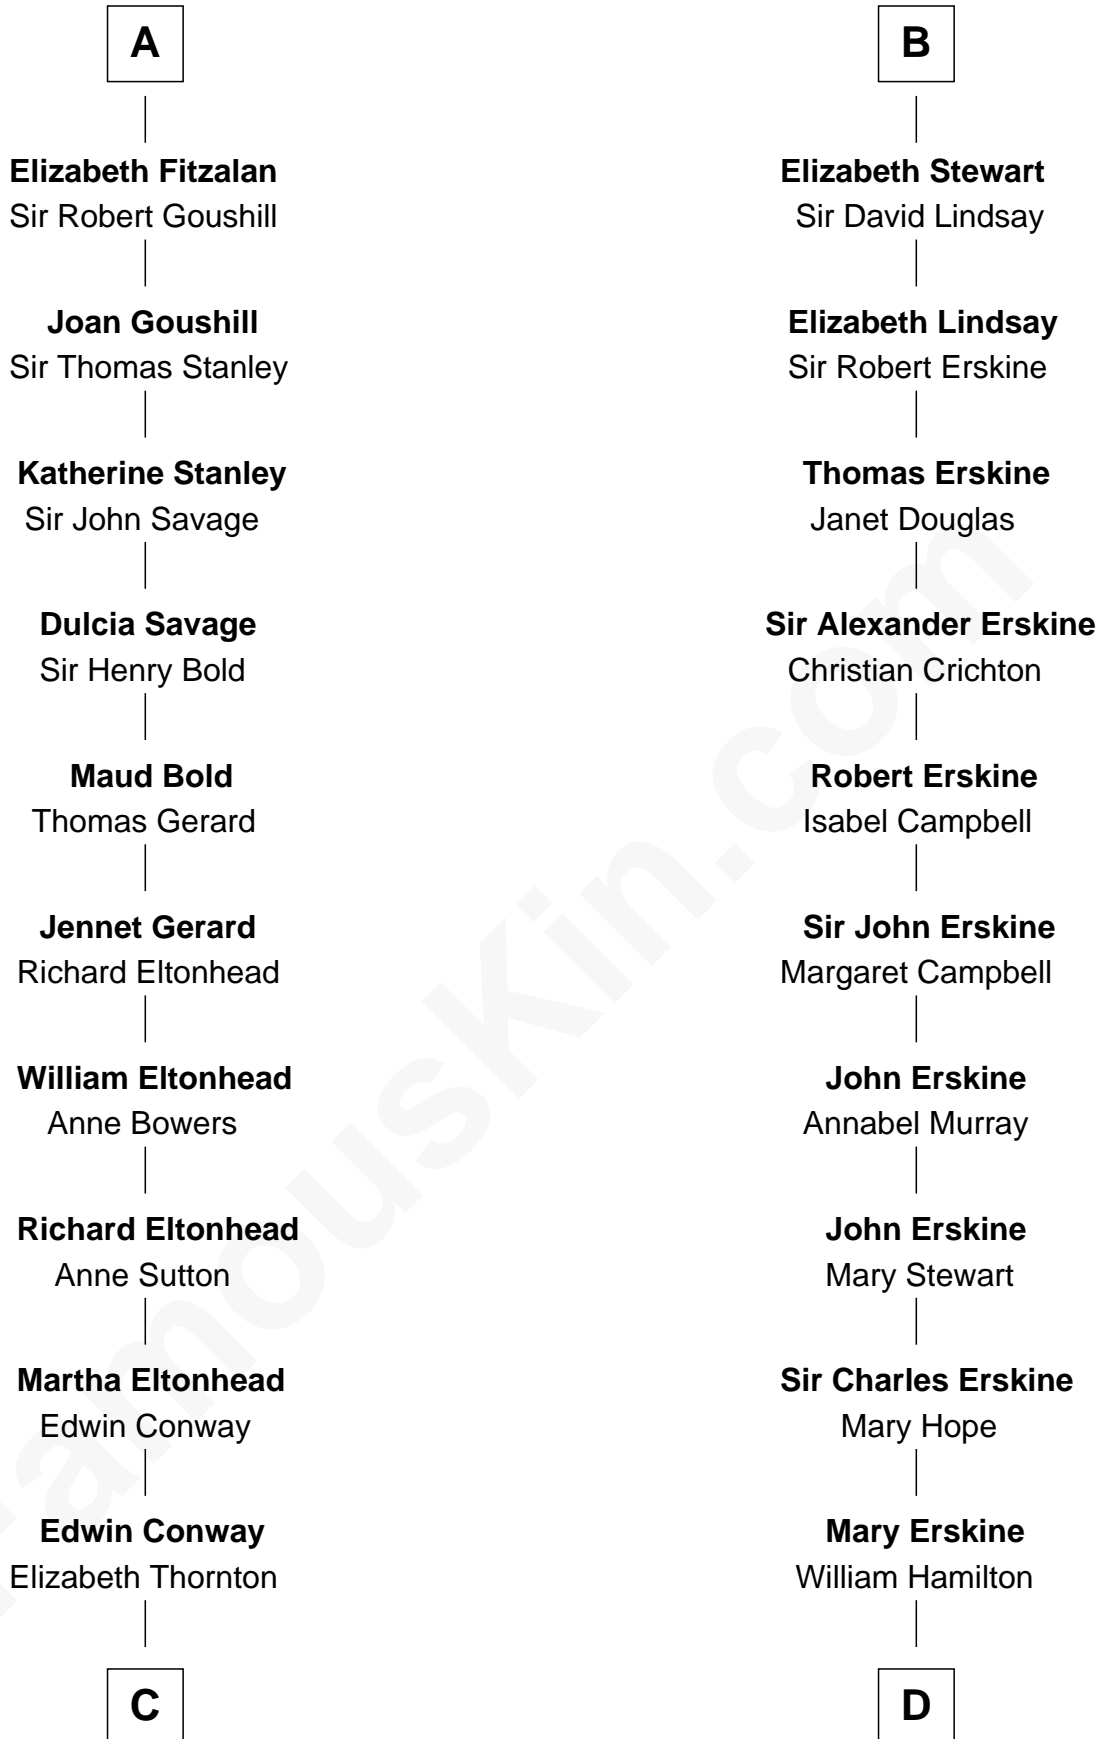 A
Elizabeth Fitzalan
Sir Robert Goushill
Joan Goushill
Sir Thomas Stanley
Katherine Stanley
Sir John Savage
Dulcia Savage
Sir Henry Bold
Maud Bold
Thomas Gerard
Jennet Gerard
Richard Eltonhead
William Eltonhead
Anne Bowers
Richard Eltonhead
Anne Sutton
Martha Eltonhead
Edwin Conway
Edwin Conway
Elizabeth Thornton
C
B
Elizabeth Stewart
Sir David Lindsay
Elizabeth Lindsay
Sir Robert Erskine
Thomas Erskine
Janet Douglas
Sir Alexander Erskine
Christian Crichton
Robert Erskine
Isabel Campbell
Sir John Erskine
Margaret Campbell
John Erskine
Annabel Murray
John Erskine
Mary Stewart
Sir Charles Erskine
Mary Hope
Mary Erskine
William Hamilton
D
FamousKin.com